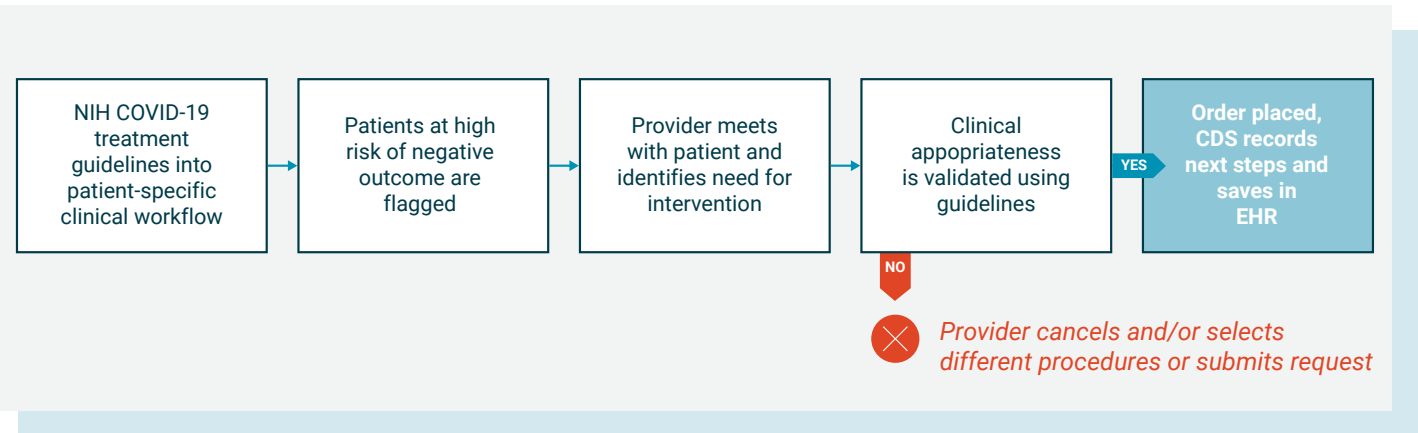 NIH COVID-19
treatment
guidelines into
patient-specific
clinical workflow
Patients at high
risk of negative
outcome are
flagged
Provider meets
with patient and
identifies need for
intervention
Clinical
appopriateness
is validated using
guidelines
YES
Order placed,
CDS records
next steps and
saves in
EHR
NO
Provider cancels and/or selects
different procedures or submits request